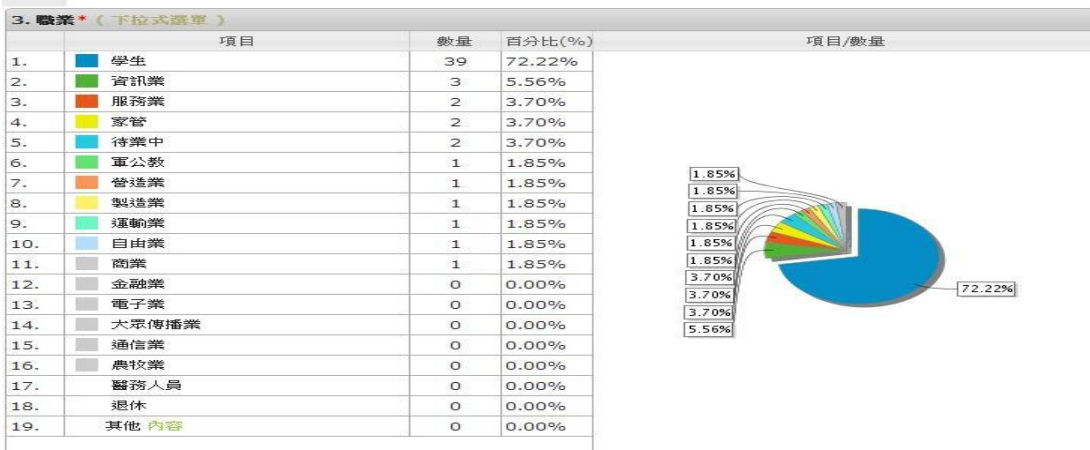 3. 職業* ( 下拉式選單 )
項目 數量 百分比(%) 項目/數量
1. 學生 39 72.22%
2. 資訊業 3 5.56%
3. 服務業 2 3.70%
4. 家管 2 3.70%
5. 待業中 2 3.70%
6. 軍公教 1 1.85%
7. 營造業 1 1.85%
8. 製造業 1 1.85%
9. 運輸業 1 1.85%
10. 自由業 1 1.85%
11. 商業 1 1.85%
12. 金融業 0 0.00%
13. 電子業 0 0.00%
14. 大眾傳播業 0 0.00%
15. 通信業 0 0.00%
16. 農牧業 0 0.00%
17. 醫務人員 0 0.00%
18. 退休 0 0.00%
19. 其他 內容 0 0.00%
1.85%
1.85%
1.85%
1.85%
1.85%
1.85%
3.70%
3.70%
3.70%
5.56%
72.22%